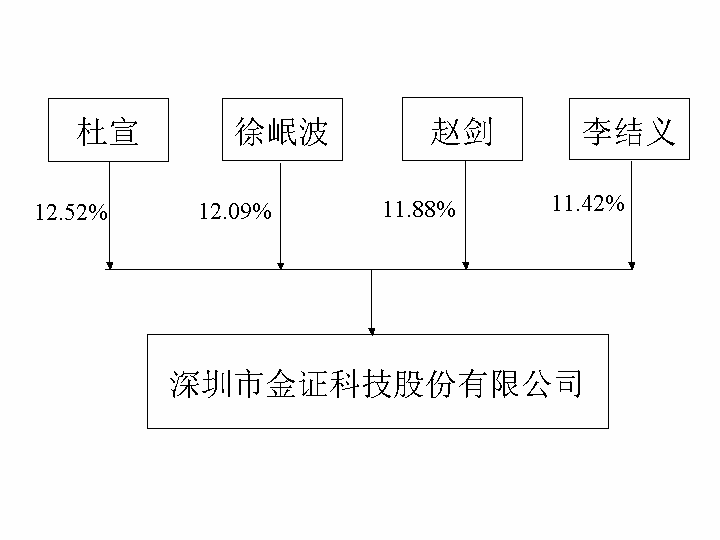 杜宣
徐岷波
赵剑
李结义
12.52%
12.09%
11.88%
11.42%
深圳市金证科技股份有限公司